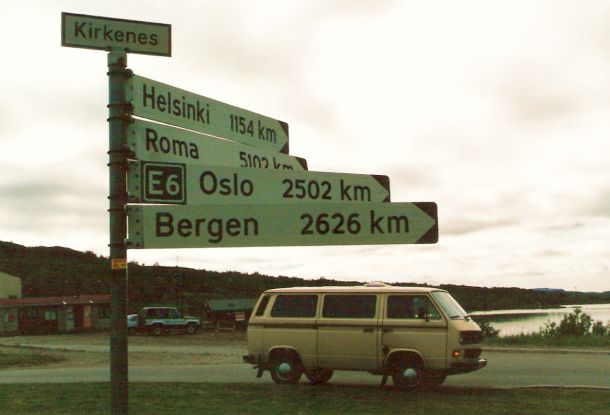 Kirkenes
Helsinki 1154 km
Roma 5102 km
E6 Oslo 2502 km
Bergen 2626 km